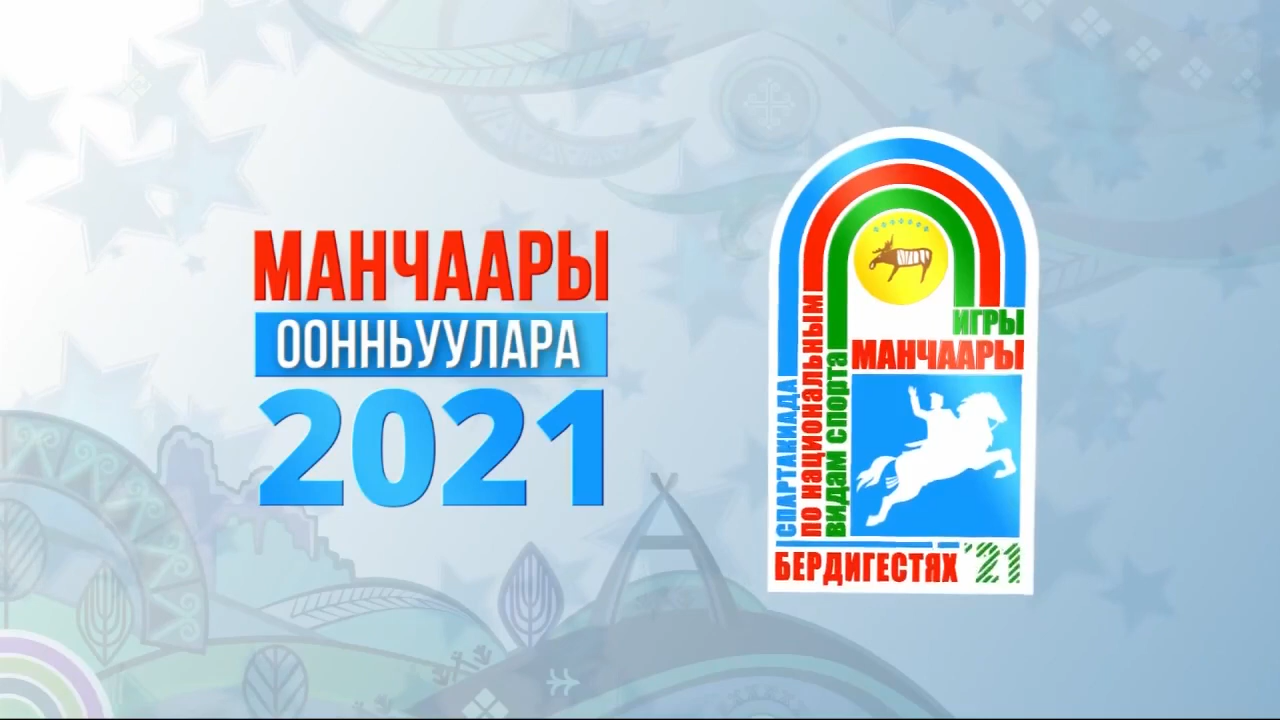 МАНЧААРЫ
ООННЬУУЛАРА
2021
СПАРТАКИАДА
ПО НАЦИОНАЛЬНЫМ
ВИДАМ СПОРТА
ИГРЫ
МАНЧААРЫ
БЕРДИГЕСТЯХ '21